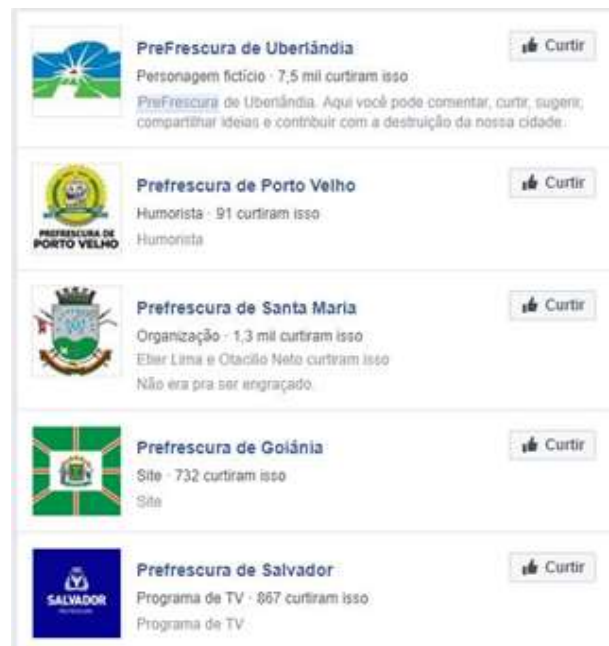 PreFrescura de Uberlândia
Curtir
Personagem fictício · 7,5 mil curtiram isso
PreFrescura de Uberlândia. Aqui você pode comentar, curtir, sugerir,
compartilhar ideias e contribuir com a destruição da nossa cidade.
Prefrescura de Porto Velho
Curtir
Humorista · 91 curtiram isso
Humorista
PREFRESCURA DE
PORTO VELHO
Prefrescura de Santa Maria
Curtir
Organização · 1,3 mil curtiram isso
Elier Lima e Otacílio Neto curtiram isso
Não era pra ser engraçado.
Prefrescura de Goiânia
Curtir
Site · 732 curtiram isso
Site
Prefrescura de Salvador
Curtir
Programa de TV · 867 curtiram isso
Programa de TV
SALVADOR